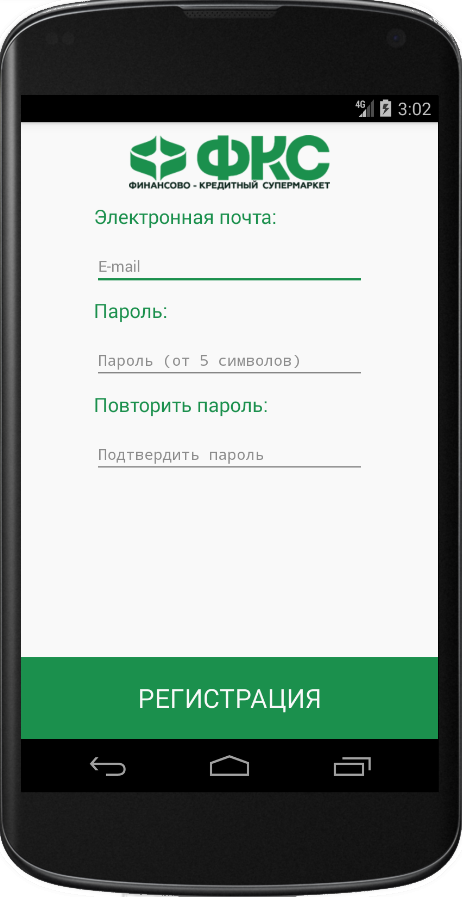 4G 3:02
ФКС
ФИНАНСОВО - КРЕДИТНЫЙ СУПЕРМАРКЕТ
Электронная почта:
E-mail
Пароль:
Пароль (от 5 символов)
Повторить пароль:
Подтвердить пароль
РЕГИСТРАЦИЯ